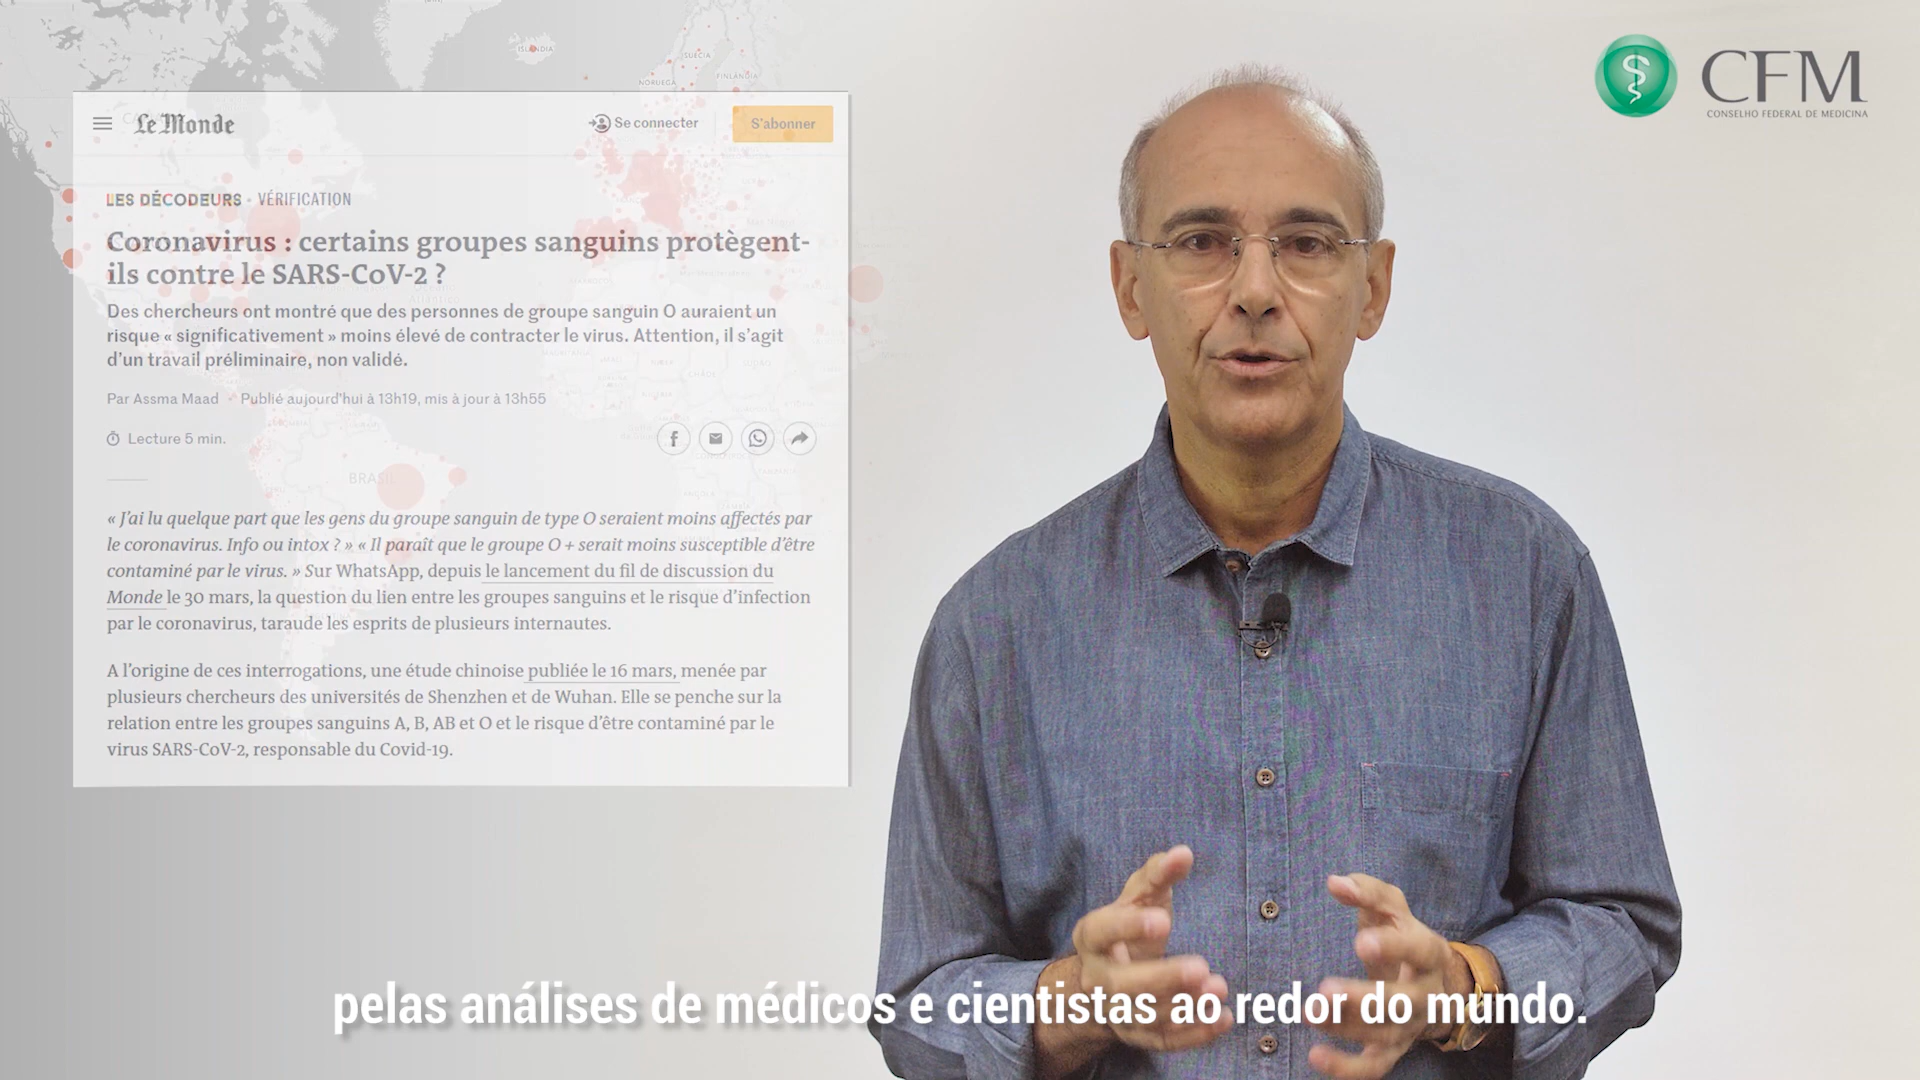 CFM
CONSELHO FEDERAL DE MEDICINA
ISLÂNDIA
SUÉCIA
NORUEGA
FINLÂNDIA
Le Monde
Se connecter
S'abonner
LES DÉCODEURS • VÉRIFICATION
Coronavirus : certains groupes sanguins protègent-
ils contre le SARS-CoV-2 ?
Des chercheurs ont montré que des personnes de groupe sanguin O auraient un
risque « significativement » moins élevé de contracter le virus. Attention, il s’agit
d’un travail préliminaire, non validé.
Par Assma Maad • Publié aujourd’hui à 13h19, mis à jour à 13h55
Lecture 5 min.
BRASIL
« J’ai lu quelque part que les gens du groupe sanguin de type O seraient moins affectés par
le coronavirus. Info ou intox ? » « Il paraît que le groupe O + serait moins susceptible d’être
contaminé par le virus. » Sur WhatsApp, depuis le lancement du fil de discussion du
Monde le 30 mars, la question du lien entre les groupes sanguins et le risque d’infection
par le coronavirus, taraude les esprits de plusieurs internautes.
A l’origine de ces interrogations, une étude chinoise publiée le 16 mars, menée par
plusieurs chercheurs des universités de Shenzhen et de Wuhan. Elle se penche sur la
relation entre les groupes sanguins A, B, AB et O et le risque d’être contaminé par le
virus SARS-CoV-2, responsable du Covid-19.
pelas análises de médicos e cientistas ao redor do mundo.